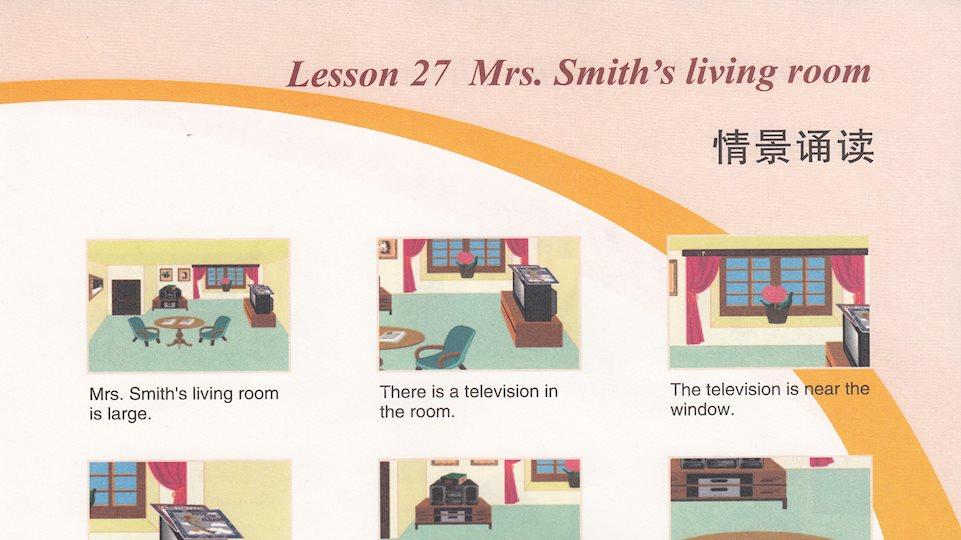 Lesson 27 Mrs. Smith's living room
情景诵读
Mrs. Smith's living room
is large.
There is a television in
the room.
The television is near the
window.